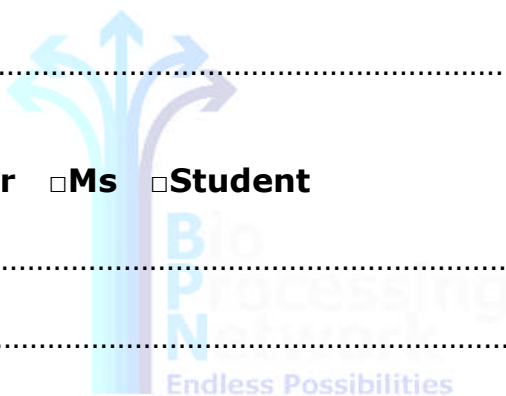 r □Ms □Student
Bio
Processing
Network
Endless Possibilities